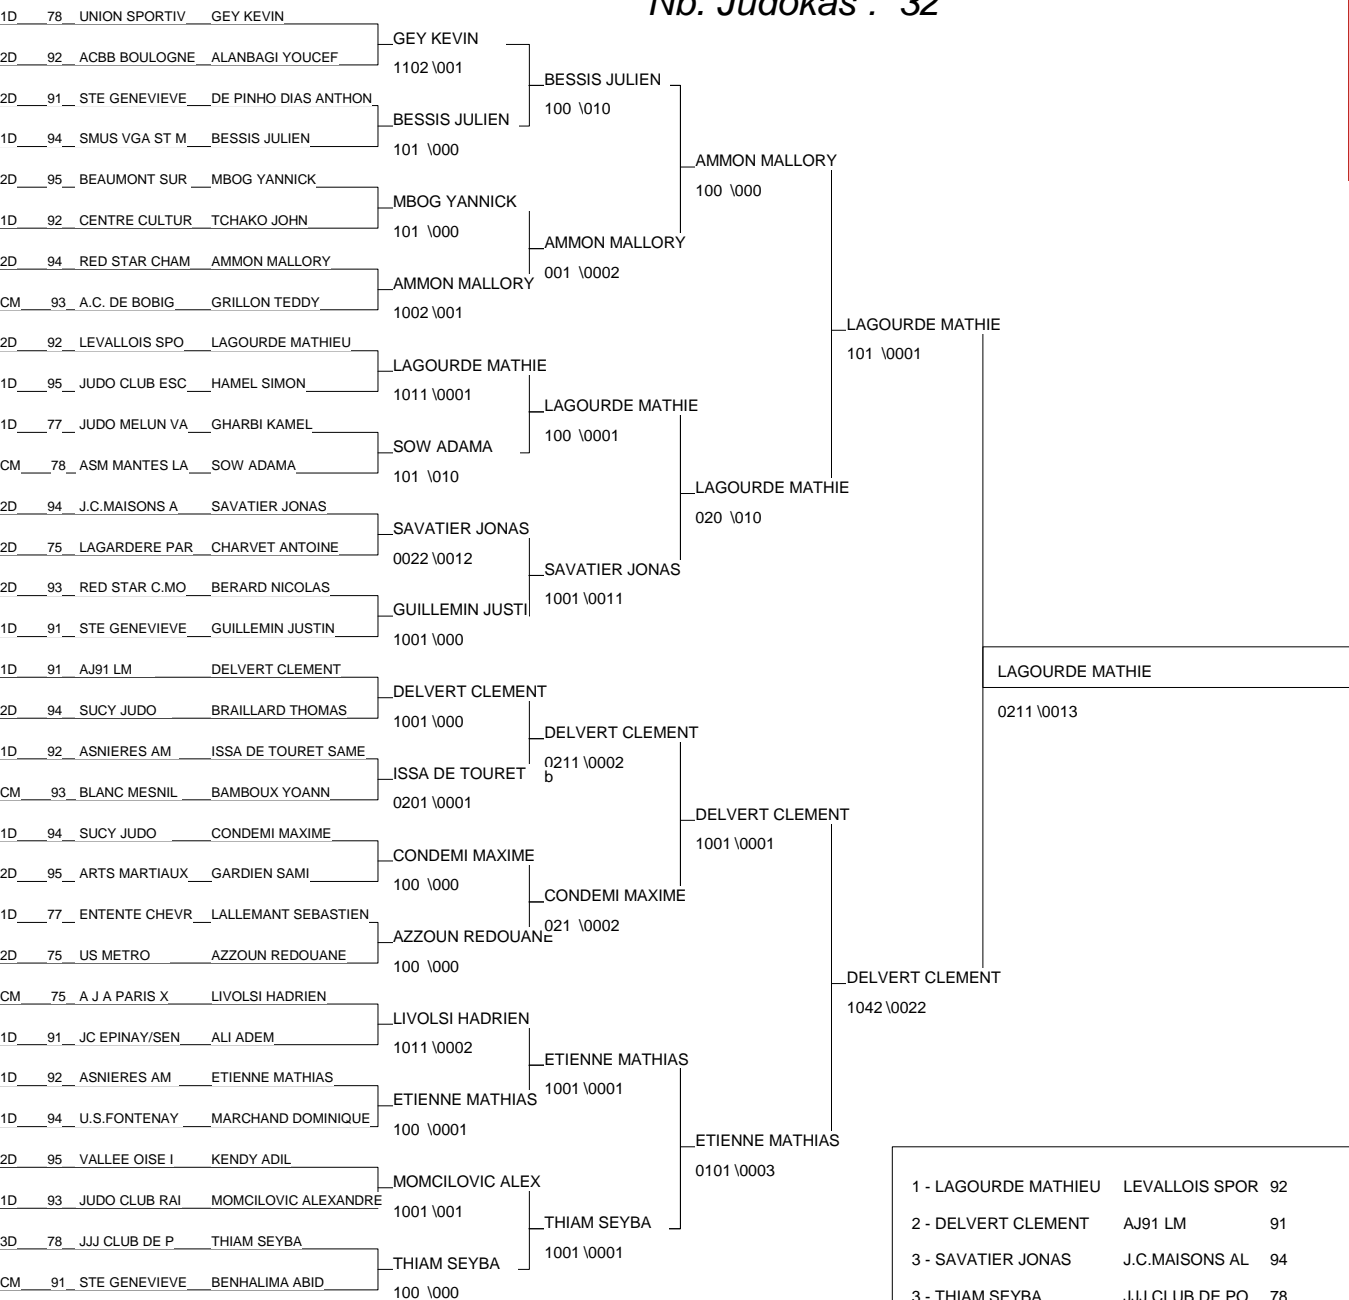 Nb. Judokas : 32
1D 78 UNION SPORTIV GEY KEVIN
2D 92 ACBB BOULOGNE ALANBAGI YOUCEF
2D 91 STE GENEVIEVE DE PINHO DIAS ANTHON
1D 94 SMUS VGA ST M BESSIS JULIEN
2D 95 BEAUMONT SUR MBOG YANNICK
1D 92 CENTRE CULTUR TCHAKO JOHN
2D 94 RED STAR CHAM AMMON MALLORY
CM 93 A.C. DE BOBIG GRILLON TEDDY
2D 92 LEVALLOIS SPO LAGOURDE MATHIEU
1D 95 JUDO CLUB ESC HAMEL SIMON
1D 77 JUDO MELUN VA GHARBI KAMEL
CM 78 ASM MANTES LA SOW ADAMA
2D 94 J.C.MAISONS A SAVATIER JONAS
2D 75 LAGARDERE PAR CHARVET ANTOINE
2D 93 RED STAR C.MO BERARD NICOLAS
1D 91 STE GENEVIEVE GUILLEMIN JUSTIN
1D 91 AJ91 LM DELVERT CLEMENT
2D 94 SUCY JUDO BRAILLARD THOMAS
1D 92 ASNIERES AM ISSA DE TOURET SAME
CM 93 BLANC MESNIL BAMBOUX YOANN
1D 94 SUCY JUDO CONDEMI MAXIME
2D 95 ARTS MARTIAUX GARDIEN SAMI
1D 77 ENTENTE CHEVR LALLEMANT SEBASTIEN
2D 75 US METRO AZZOUN REDOUANE
CM 75 A J A PARIS X LIVOLSI HADRIEN
1D 91 JC EPINAY/SEN ALI ADEM
1D 92 ASNIERES AM ETIENNE MATHIAS
1D 94 U.S.FONTENAY MARCHAND DOMINIQUE
2D 95 VALLEE OISE I KENDY ADIL
1D 93 JUDO CLUB RAI MOMCILOVIC ALEXANDRE
3D 78 JJJ CLUB DE P THIAM SEYBA
CM 91 STE GENEVIEVE BENHALIMA ABID
GEY KEVIN
1102 \001
BESSIS JULIEN
101 \000
MBOG YANNICK
101 \000
AMMON MALLORY
1002 \001
LAGOURDE MATHIE
1011 \0001
SOW ADAMA
101 \010
SAVATIER JONAS
0022 \0012
GUILLEMIN JUSTI
1001 \000
DELVERT CLEMENT
1001 \000
ISSA DE TOURET
0201 \0001
CONDEMI MAXIME
100 \000
AZZOUN REDOUANE
100 \000
LIVOLSI HADRIEN
1011 \0002
ETIENNE MATHIAS
100 \0001
MOMCILOVIC ALEX
1001 \001
THIAM SEYBA
100 \000
BESSIS JULIEN
100 \010
AMMON MALLORY
001 \0002
LAGOURDE MATHIE
100 \0001
SAVATIER JONAS
1001 \0011
DELVERT CLEMENT
0211 \0002
b
CONDEMI MAXIME
021 \0002
ETIENNE MATHIAS
1001 \0001
THIAM SEYBA
1001 \0001
AMMON MALLORY
100 \000
LAGOURDE MATHIE
020 \010
DELVERT CLEMENT
1001 \0001
ETIENNE MATHIAS
0101 \0003
LAGOURDE MATHIE
101 \0001
DELVERT CLEMENT
1042 \0022
LAGOURDE MATHIE
0211 \0013
1 - LAGOURDE MATHIEU LEVALLOIS SPOR 92
2 - DELVERT CLEMENT AJ91 LM 91
3 - SAVATIER JONAS J.C.MAISONS AL 94
3 - THIAM SEYBA JJJ CLUB DE PO 78